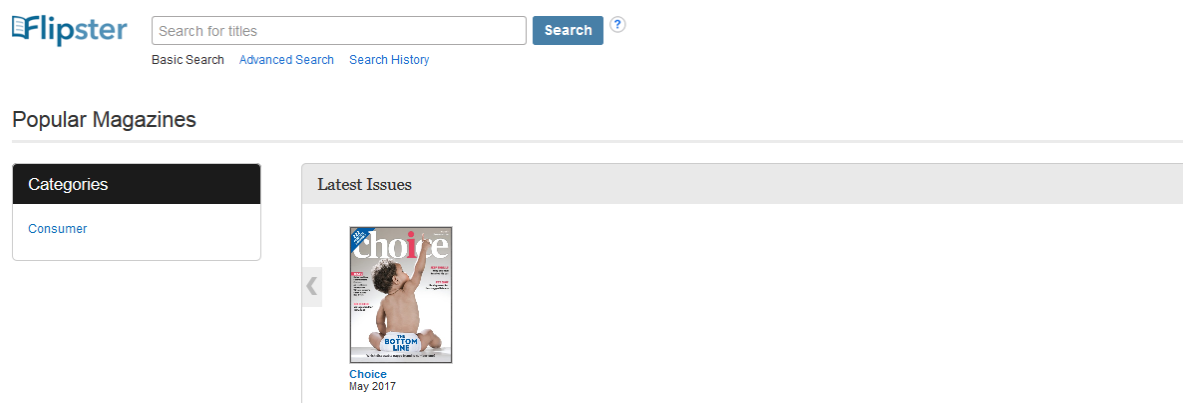 Flipster
Search for titles
Search
?
Basic Search Advanced Search Search History
Popular Magazines
Categories
Consumer
Latest Issues
choice
THE
BOTTOM
LINE
Choice
May 2017